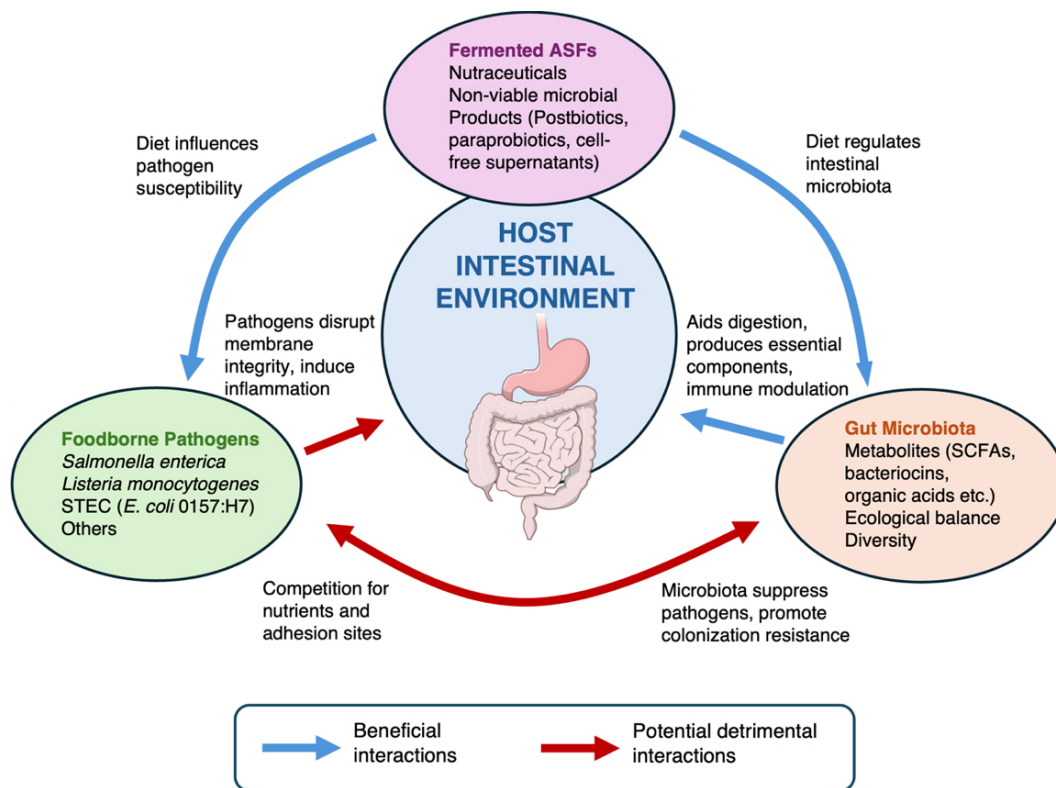 Fermented ASFs
Nutraceuticals
Non-viable microbial
Products (Postbiotics,
paraprobiotics, cell-
free supernatants)
Diet influences
pathogen
susceptibility
Diet regulates
intestinal
microbiota
HOST
INTESTINAL
ENVIRONMENT
Pathogens disrupt
membrane
integrity, induce
inflammation
Aids digestion,
produces essential
components,
immune modulation
Foodborne Pathogens
Salmonella enterica
Listeria monocytogenes
STEC (E. coli 0157:H7)
Others
Gut Microbiota
Metabolites (SCFAs,
bacteriocins,
organic acids etc.)
Ecological balance
Diversity
Competition for
nutrients and
adhesion sites
Microbiota suppress
pathogens, promote
colonization resistance
Beneficial
interactions
Potential detrimental
interactions